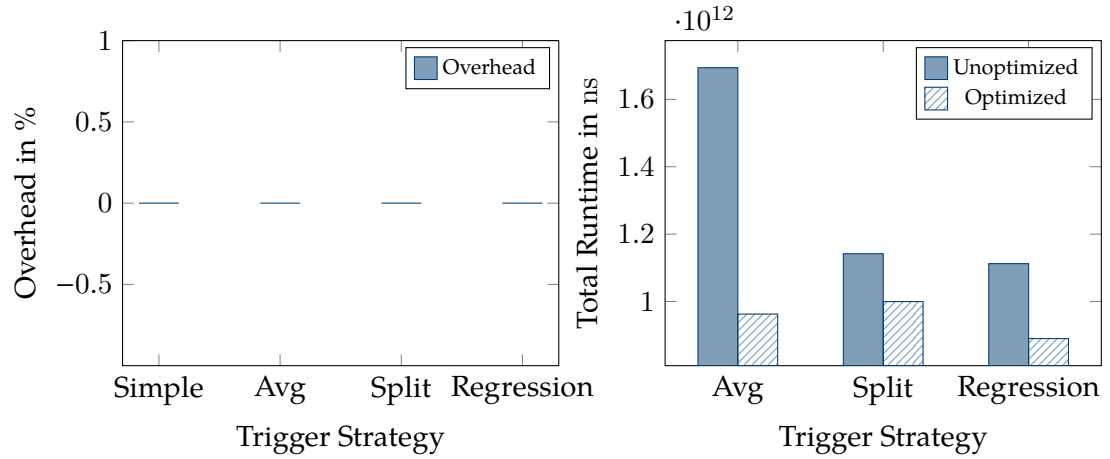 1
0.5
0
−0.5
Overhead in %
Overhead
Simple Avg Split Regression
Trigger Strategy
·10^12
1.6
1.4
1.2
1
Total Runtime in ns
Unoptimized
Optimized
Avg Split Regression
Trigger Strategy